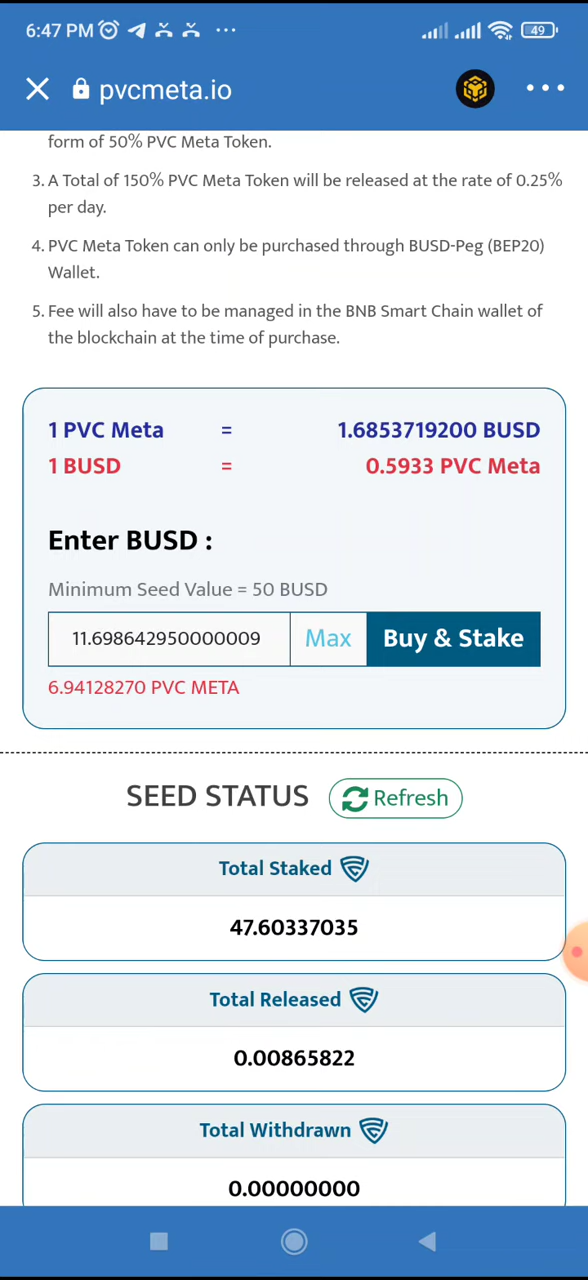 6:47 PM
49
pvcmeta.io
form of 50% PVC Meta Token.
3. A Total of 150% PVC Meta Token will be released at the rate of 0.25%
per day.
4. PVC Meta Token can only be purchased through BUSD-Peg (BEP20)
Wallet.
5. Fee will also have to be managed in the BNB Smart Chain wallet of
the blockchain at the time of purchase.
1 PVC Meta = 1.6853719200 BUSD
1 BUSD = 0.5933 PVC Meta
Enter BUSD :
Minimum Seed Value = 50 BUSD
11.698642950000009 Max Buy & Stake
6.94128270 PVC META
SEED STATUS Refresh
Total Staked
47.60337035
Total Released
0.00865822
Total Withdrawn
0.00000000